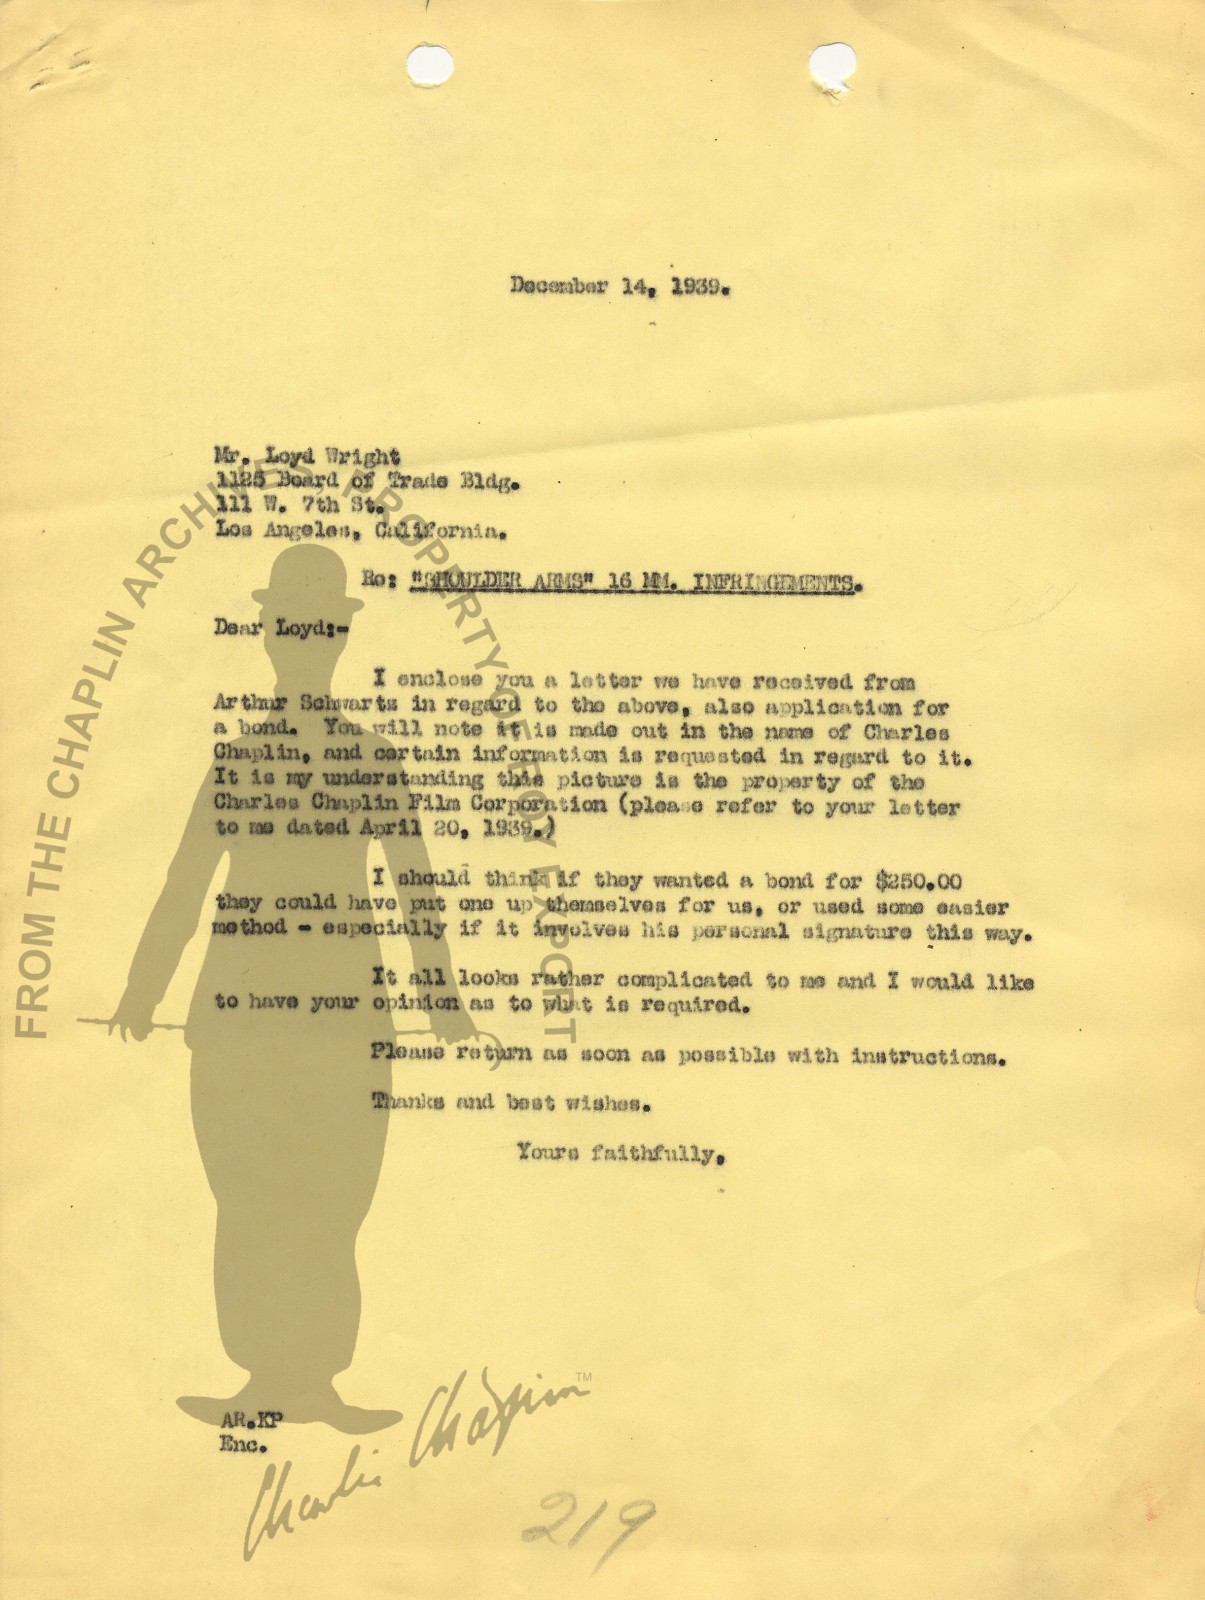 December 14, 1939.
Mr. Loyd Wright
1125 Board of Trade Bldg.
111 W. 7th St.
Los Angeles, California.
Re: "SHOULDER ARMS" 16 MM. INFRINGEMENTS.
Dear Loyd:-
I enclose you a letter we have received from
Arthur Schwartz in regard to the above, also application for
a bond. You will note it is made out in the name of Charles
Chaplin, and certain information is requested in regard to it.
It is my understanding this picture is the property of the
Charles Chaplin Film Corporation (please refer to your letter
to me dated April 20, 1939.)
I should think if they wanted a bond for $250.00
they could have put one up themselves for us, or used some easier
method - especially if it involves his personal signature this way.
It all looks rather complicated to me and I would like
to have your opinion as to what is required.
Please return as soon as possible with instructions.
Thanks and best wishes.
Yours faithfully,
AR.KP
Enc.
FROM THE CHAPLIN ARCHIVES, PROPERTY OF ROY EXPORT
Charlie Chaplin™
219